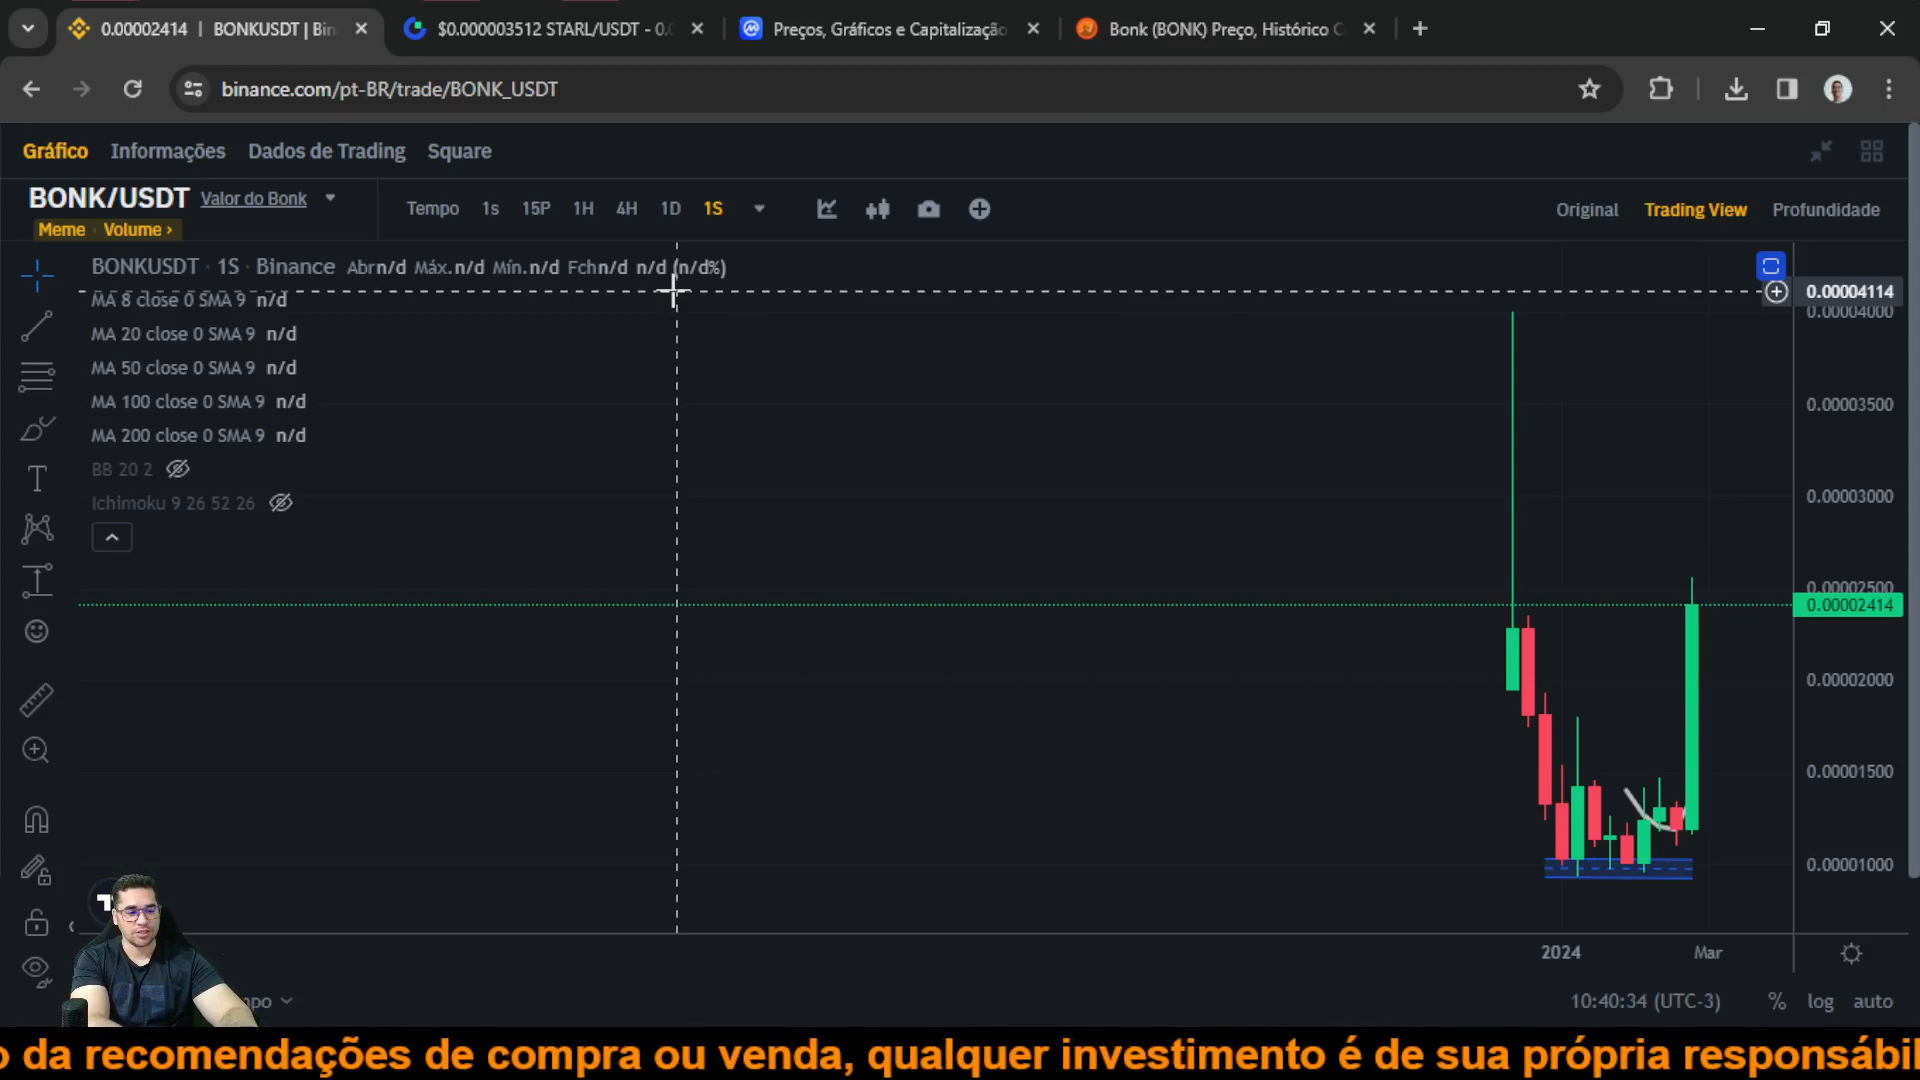 0.00002414 | BONKUSDT | Bin
$0.000003512 STARL/USDT - 0.0
Preços, Gráficos e Capitalização
Bonk (BONK) Preço, Histórico C
binance.com/pt-BR/trade/BONK_USDT
Gráfico Informações Dados de Trading Square
BONK/USDT Valor do Bonk
Meme Volume ›
Tempo 1s 15P 1H 4H 1D 1S
Original Trading View Profundidade
BONKUSDT · 1S · Binance Abrn/d Máx.n/d Mín.n/d Fchn/d n/d (n/d%)
MA 8 close 0 SMA 9 n/d
MA 20 close 0 SMA 9 n/d
MA 50 close 0 SMA 9 n/d
MA 100 close 0 SMA 9 n/d
MA 200 close 0 SMA 9 n/d
BB 20 2
Ichimoku 9 26 52 26
0.00004114
0.00004000
0.00003500
0.00003000
0.00002500
0.00002414
0.00002000
0.00001500
0.00001000
2024 Mar
10:40:34 (UTC-3) % log auto
o da recomendações de compra ou venda, qualquer investimento é de sua própria responsábil